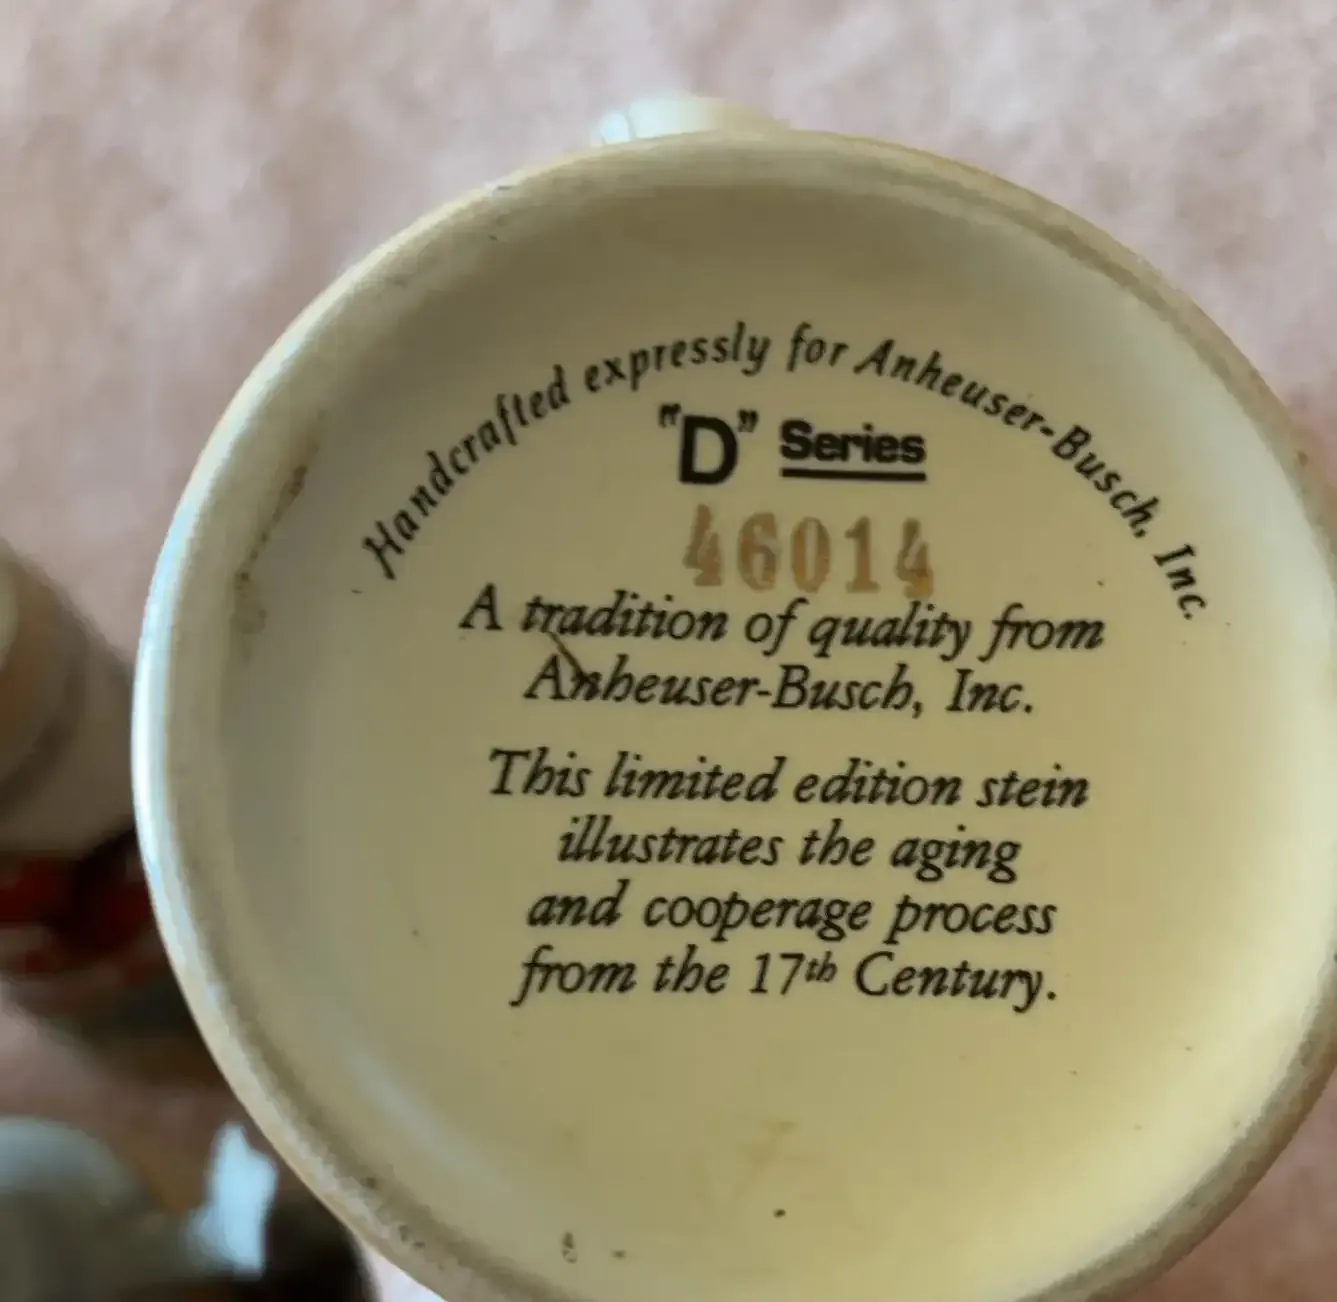 Handcrafted expressly for Anheuser-Busch, Inc.
"D" Series
46014
A tradition of quality from
Anheuser-Busch, Inc.
This limited edition stein
illustrates the aging
and cooperage process
from the 17th Century.